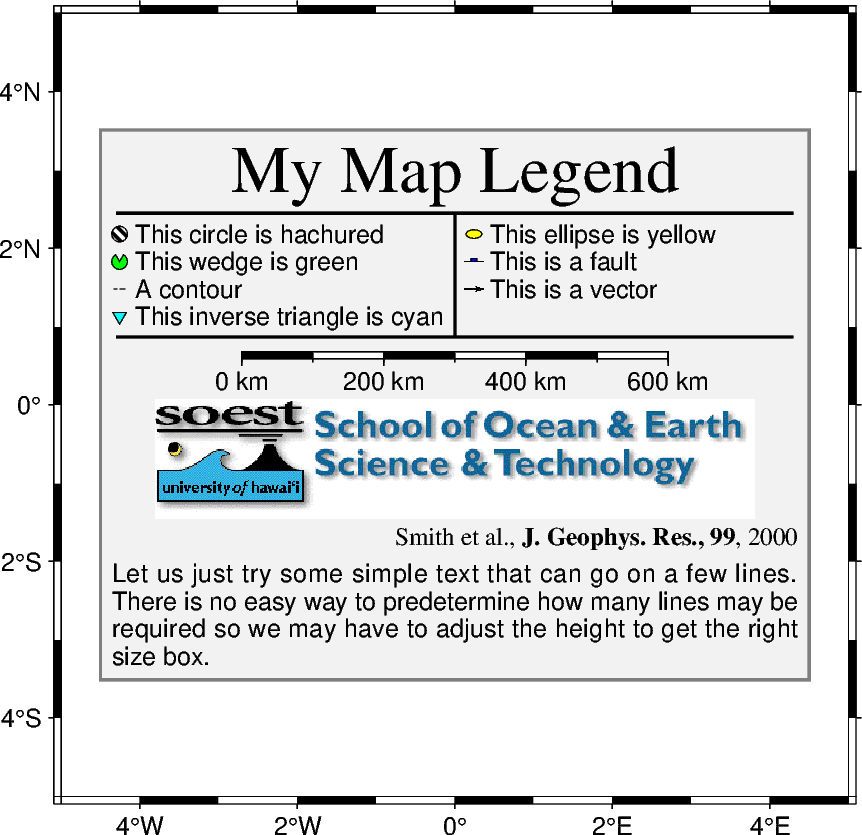 4°N
My Map Legend
This circle is hachured
This wedge is green
A contour
This inverse triangle is cyan
This ellipse is yellow
This is a fault
This is a vector
2°N
0 km 200 km 400 km 600 km
0°
soest
university of hawai'i
School of Ocean & Earth
Science & Technology
Smith et al., J. Geophys. Res., 99, 2000
2°S
Let us just try some simple text that can go on a few lines.
There is no easy way to predetermine how many lines may be
required so we may have to adjust the height to get the right
size box.
4°S
4°W 2°W 0° 2°E 4°E